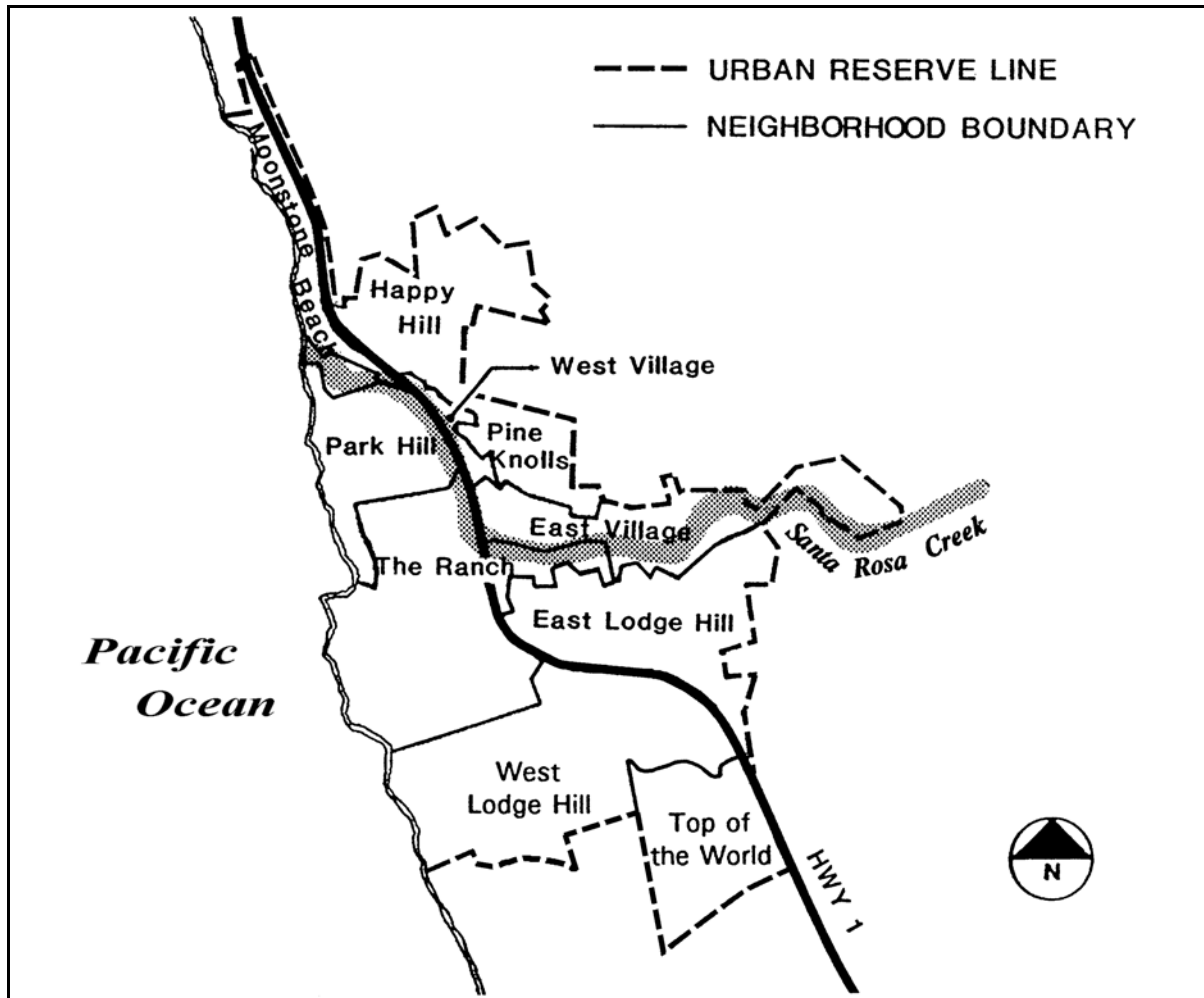 URBAN RESERVE LINE
NEIGHBORHOOD BOUNDARY
Moonstone Beach
Happy
Hill
West Village
Park Hill
Pine
Knolls
East Village
Santa Rosa Creek
The Ranch
East Lodge Hill
Pacific
Ocean
West
Lodge Hill
Top of
the World
HWY 1
N